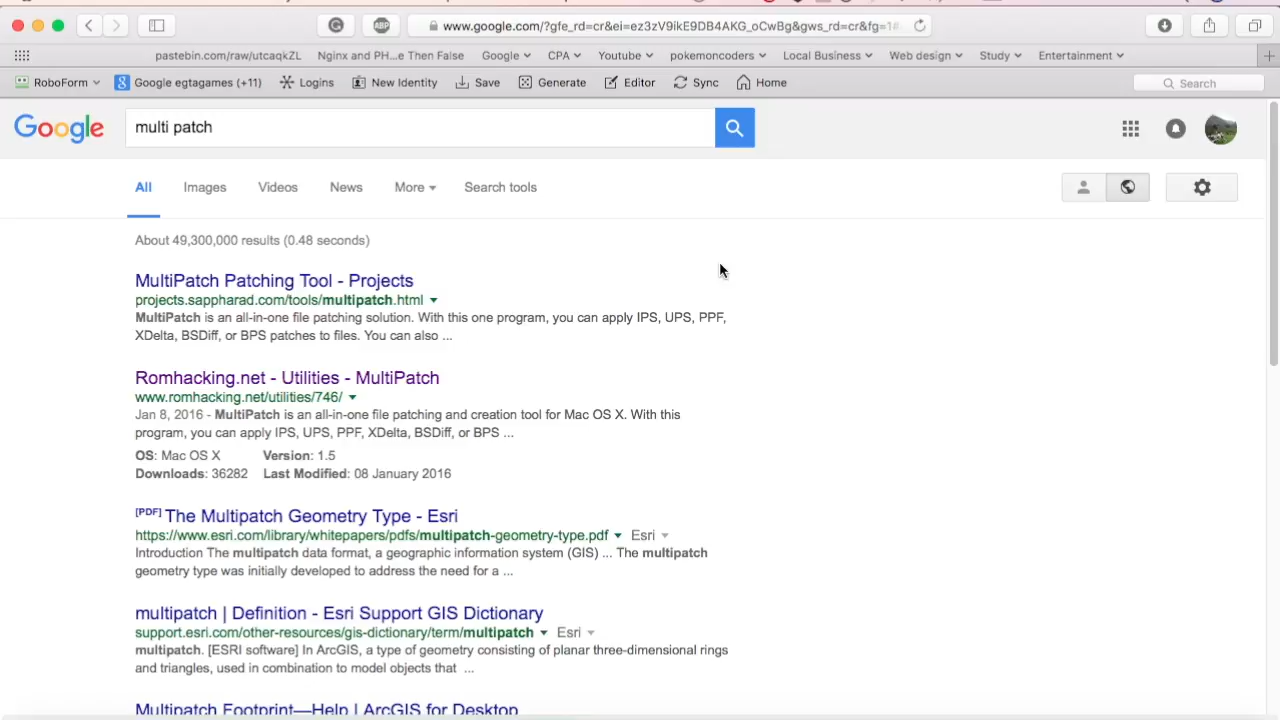 www.google.com/?gfe_rd=cr&ei=ez3zV9ikE9DB4AKG_oCwBg&gws_rd=cr&fg=1#
pastebin.com/raw/utcaqkZL Nginx and PH...e Then False Google CPA Youtube pokemoncoders Local Business Web design Study Entertainment
RoboForm Google egtagames (+11) Logins New Identity Save Generate Editor Sync Home Search
Google multi patch
All Images Videos News More Search tools
About 49,300,000 results (0.48 seconds)
MultiPatch Patching Tool - Projects
projects.sappharad.com/tools/multipatch.html
MultiPatch is an all-in-one file patching solution. With this one program, you can apply IPS, UPS, PPF,
XDelta, BSDiff, or BPS patches to files. You can also ...
Romhacking.net - Utilities - MultiPatch
www.romhacking.net/utilities/746/
Jan 8, 2016 - MultiPatch is an all-in-one file patching and creation tool for Mac OS X. With this
program, you can apply IPS, UPS, PPF, XDelta, BSDiff, or BPS ...
OS: Mac OS X Version: 1.5
Downloads: 36282 Last Modified: 08 January 2016
[PDF] The Multipatch Geometry Type - Esri
https://www.esri.com/library/whitepapers/pdfs/multipatch-geometry-type.pdf Esri
Introduction The multipatch data format, a geographic information system (GIS) ... The multipatch
geometry type was initially developed to address the need for a ...
multipatch | Definition - Esri Support GIS Dictionary
support.esri.com/other-resources/gis-dictionary/term/multipatch Esri
multipatch. [ESRI software] In ArcGIS, a type of geometry consisting of planar three-dimensional rings
and triangles, used in combination to model objects that ...
Multipatch Footprint—Help | ArcGIS for Desktop